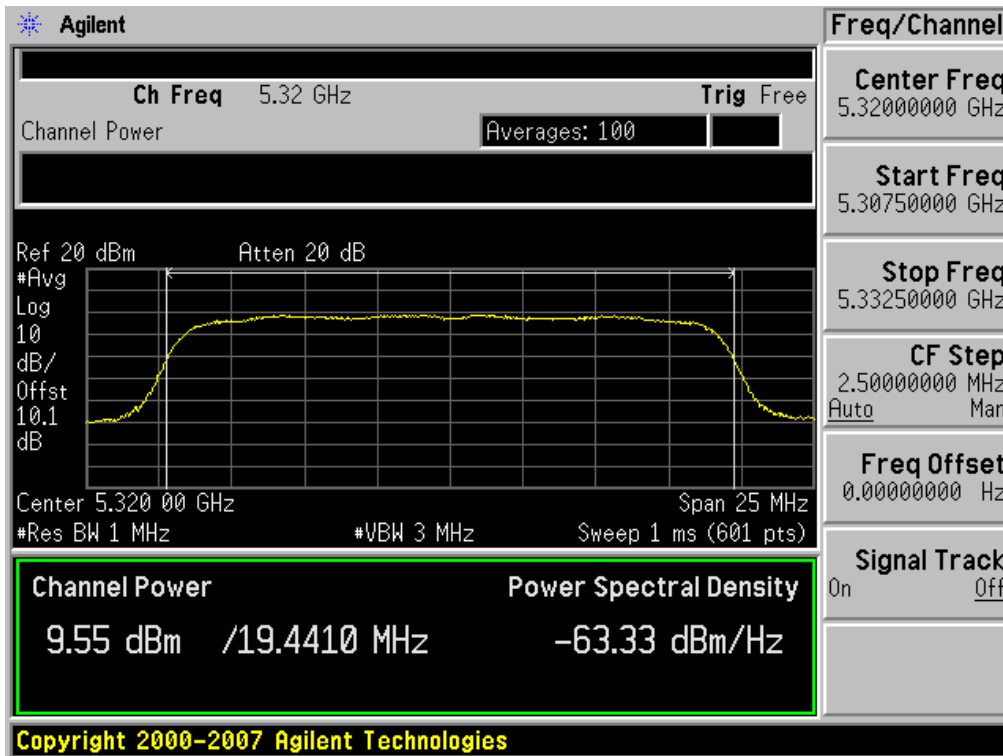 Agilent
Freq/Channel
Ch Freq 5.32 GHz
Trig Free
Channel Power
Averages: 100
Ref 20 dBm
Atten 20 dB
#Avg
Log
10
dB/
Offst
10.1
dB
Center 5.320 00 GHz
Span 25 MHz
#Res BW 1 MHz
#VBW 3 MHz
Sweep 1 ms (601 pts)
Channel Power
Power Spectral Density
9.55 dBm /19.4410 MHz
-63.33 dBm/Hz
Center Freq
5.32000000 GHz
Start Freq
5.30750000 GHz
Stop Freq
5.33250000 GHz
CF Step
2.50000000 MHz
Auto Man
Freq Offset
0.00000000 Hz
Signal Track
On Off
Copyright 2000-2007 Agilent Technologies